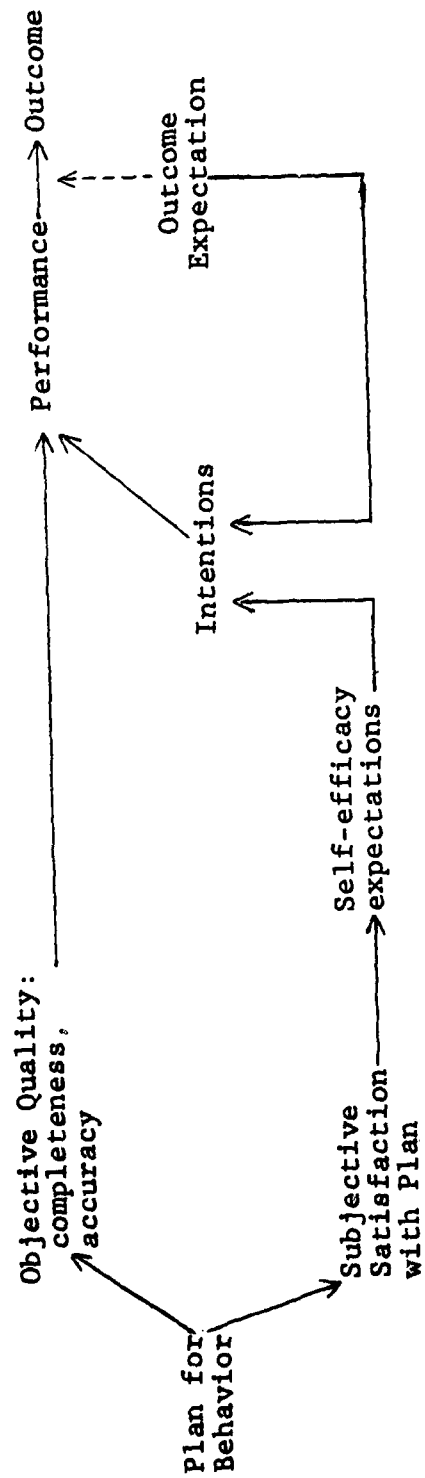 Plan for
Behavior
Objective Quality:
completeness,
accuracy
Subjective
Satisfaction
with Plan
Self-efficacy
expectations
Intentions
Performance
Outcome
Outcome
Expectation